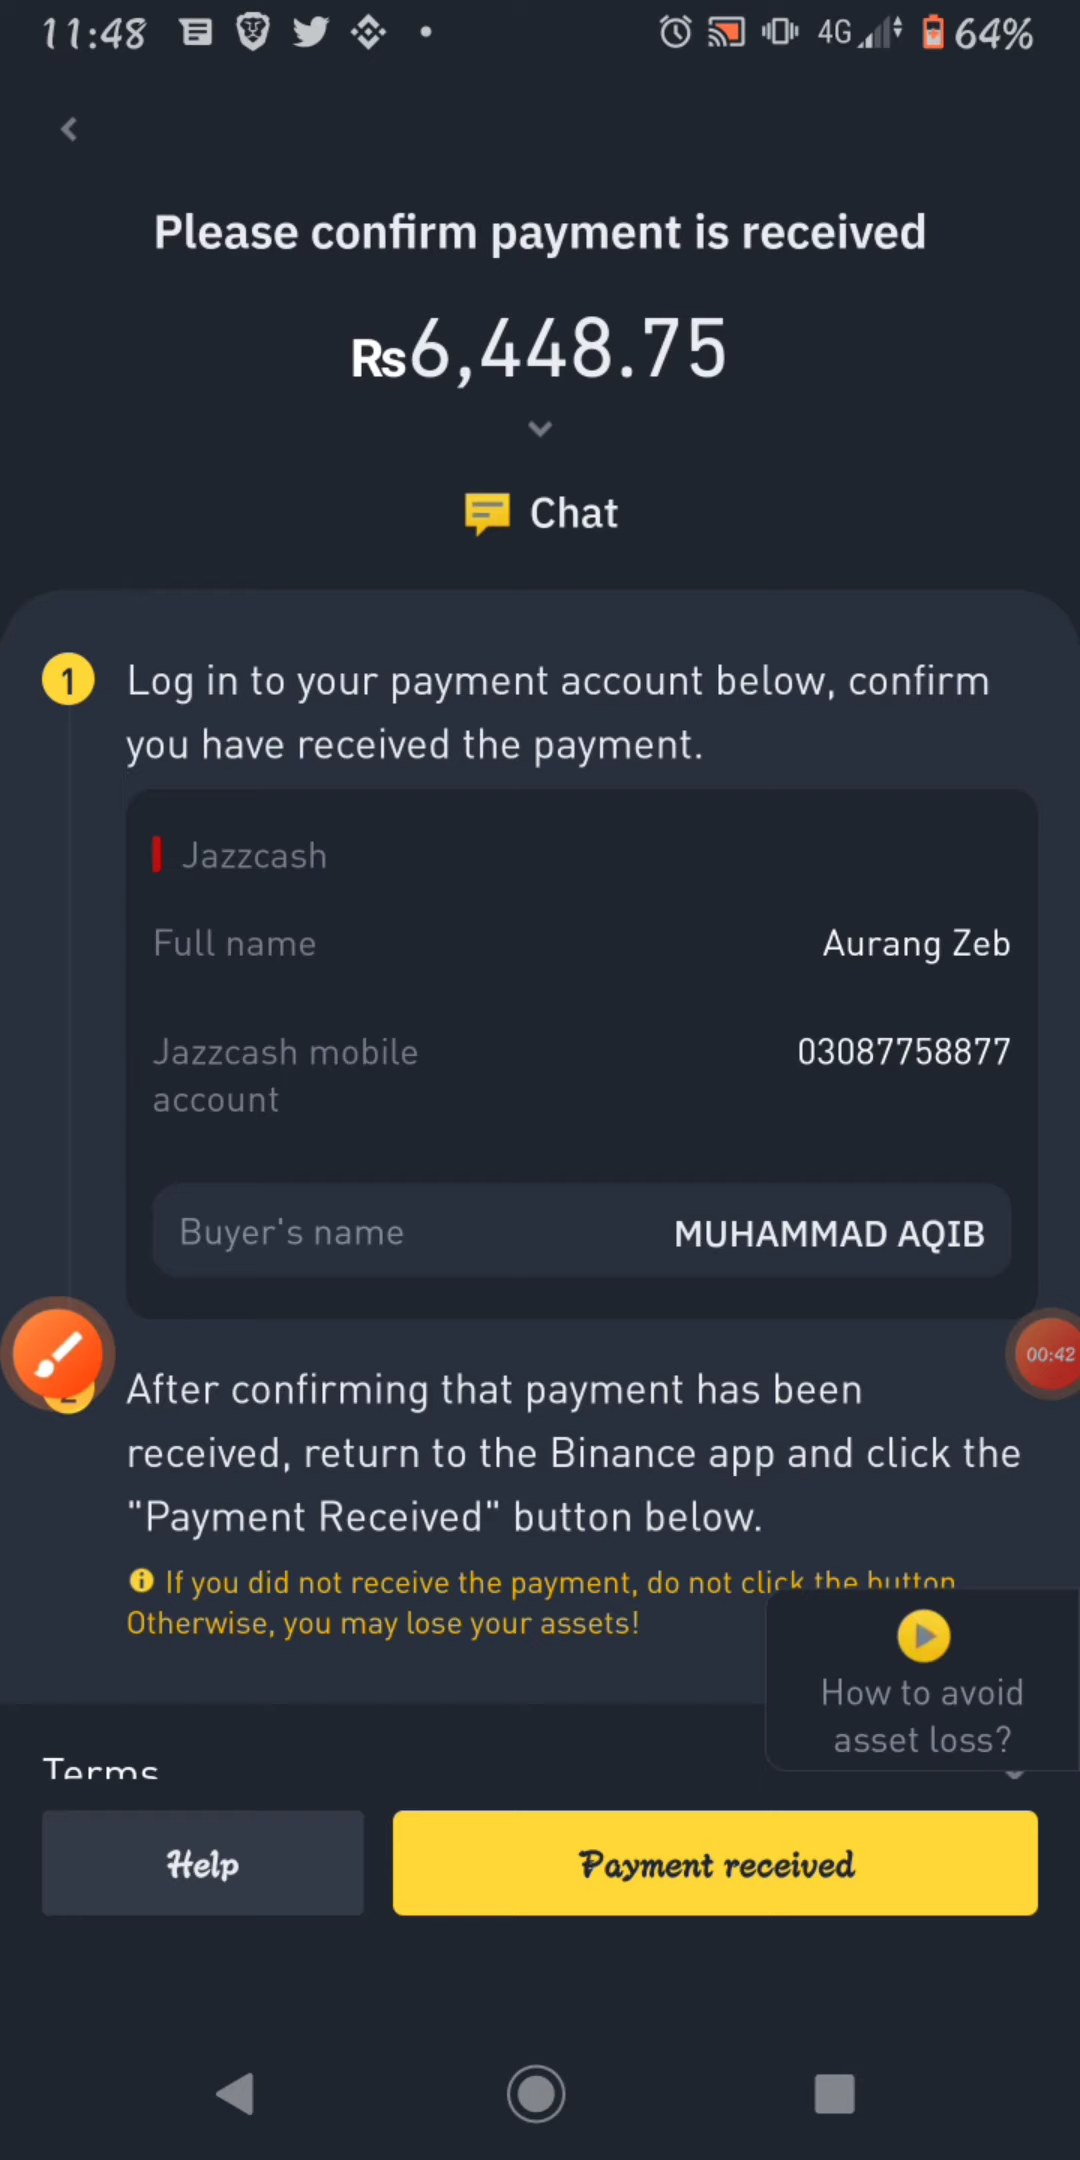 11:48
4G
64%
Please confirm payment is received
Rs6,448.75
Chat
1
Log in to your payment account below, confirm
you have received the payment.
Jazzcash
Full name
Aurang Zeb
Jazzcash mobile
account
03087758877
Buyer's name
MUHAMMAD AQIB
00:42
After confirming that payment has been
received, return to the Binance app and click the
"Payment Received" button below.
If you did not receive the payment, do not click the button
Otherwise, you may lose your assets!
How to avoid
asset loss?
Terms
Help
Payment received